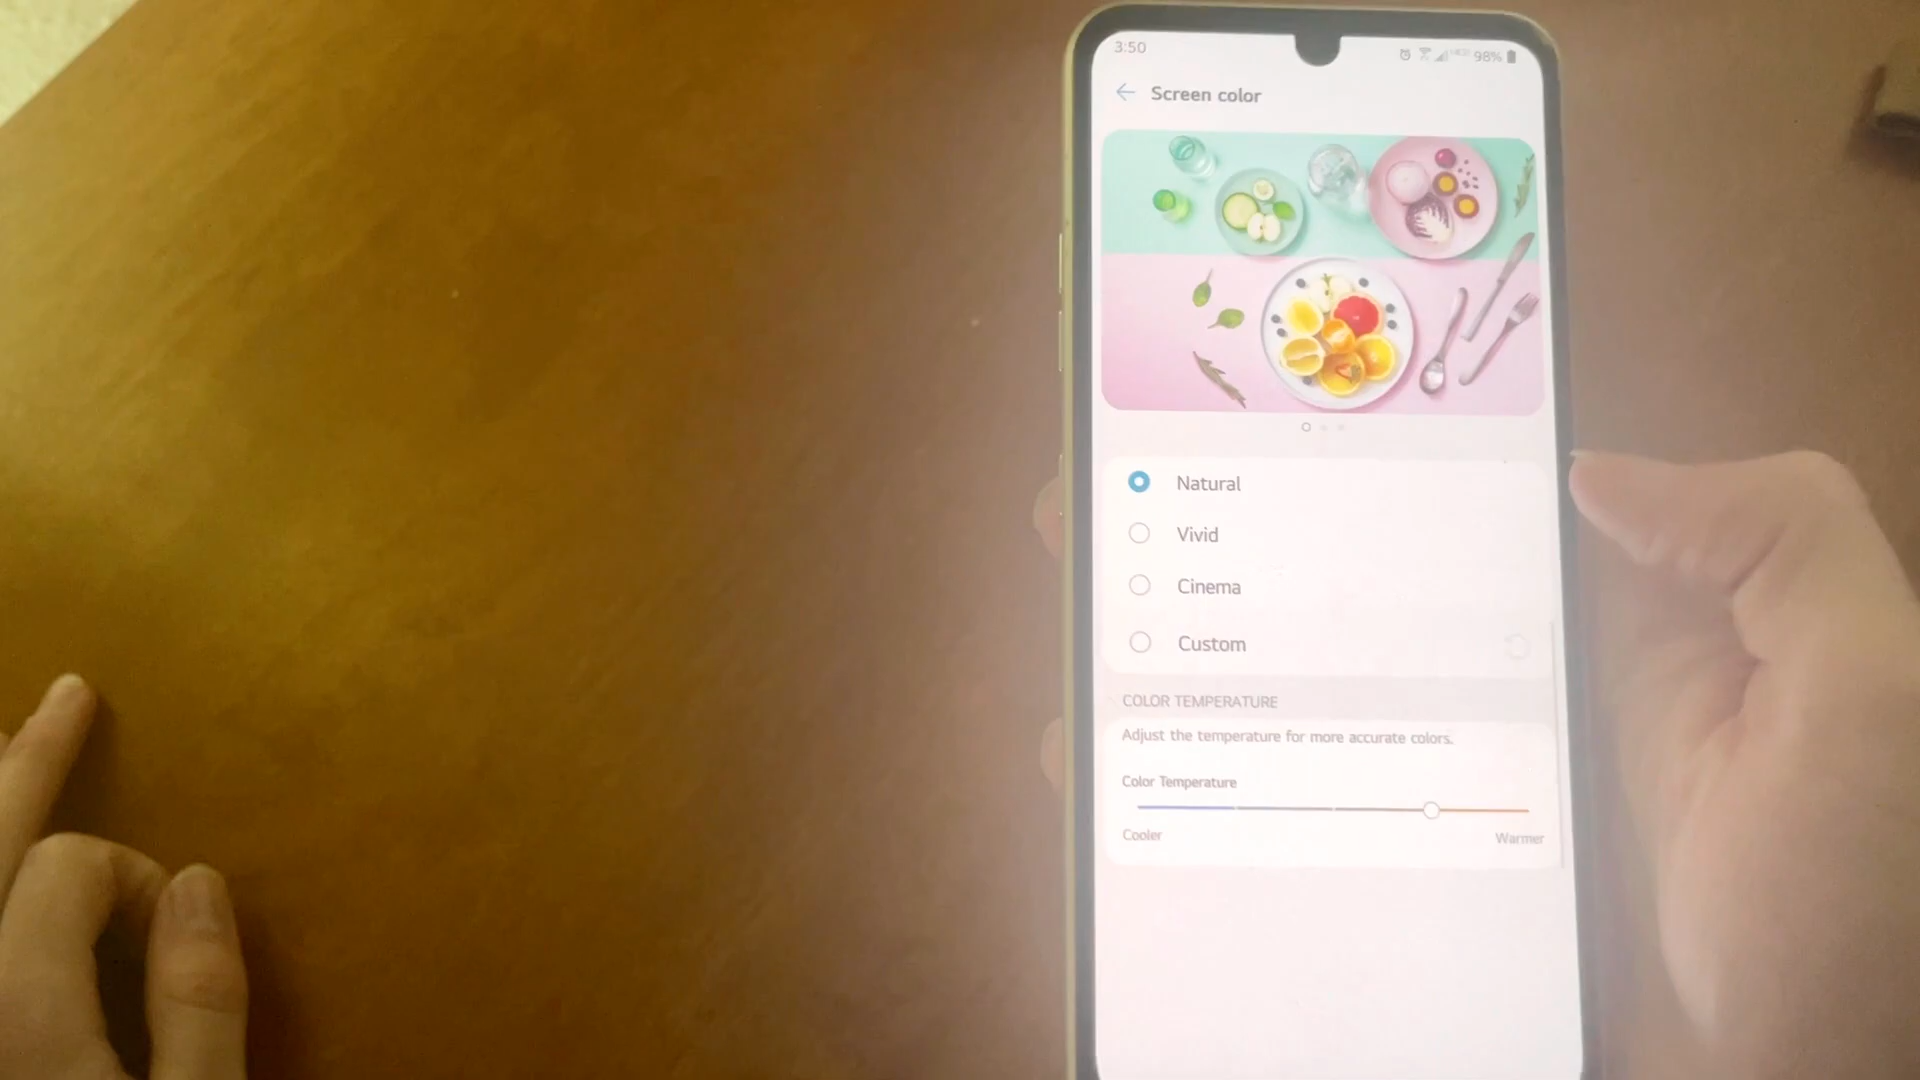 3:50
98%
Screen color
Natural
Vivid
Cinema
Custom
COLOR TEMPERATURE
Adjust the temperature for more accurate colors.
Color Temperature
Cooler Warmer